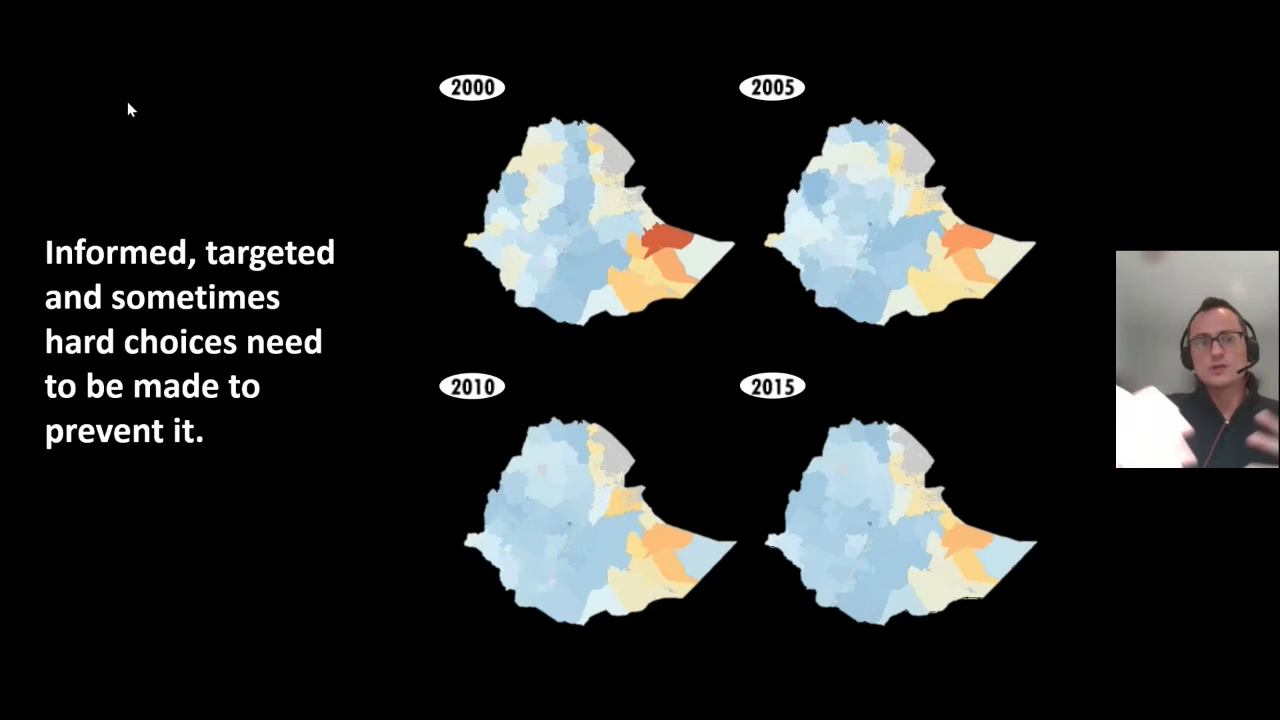 2000
2005
Informed, targeted
and sometimes
hard choices need
to be made to
prevent it.
2010
2015